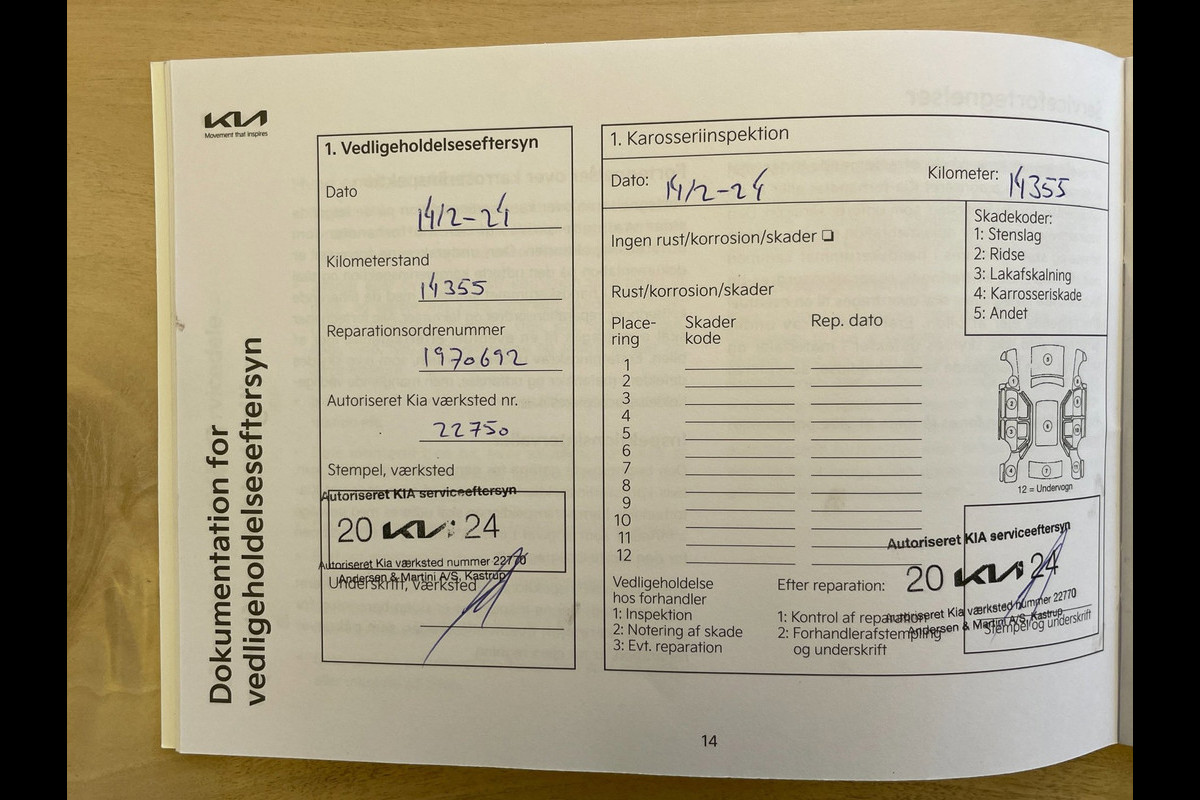 KIA
Movement that inspires
Dokumentation for
vedligeholdelseseftersyn
1. Vedligeholdelseseftersyn
Dato
14/2-24
Kilometerstand
14355
Reparationsordrenummer
1970692
Autoriseret Kia værksted nr.
22750
Stempel, værksted
Autoriseret KIA serviceeftersyn
20 KIA: 24
Autoriseret Kia værksted nummer 22770
Andersen & Martini A/S, Kastrup
Underskrift, værksted
1. Karosseriinspektion
Dato: 14/2-24 Kilometer: 14355
Ingen rust/korrosion/skader ❏
Rust/korrosion/skader
Place-
ring
Skader
kode
Rep. dato
1
2
3
4
5
6
7
8
9
10
11
12
Skadekoder:
1: Stenslag
2: Ridse
3: Lakafskalning
4: Karrosseriskade
5: Andet
12 = Undervogn
Vedligeholdelse
hos forhandler
1: Inspektion
2: Notering af skade
3: Evt. reparation
Efter reparation:
1: Kontrol af reparation
2: Forhandlerafstempling
og underskrift
Autoriseret KIA serviceeftersyn
20 KIA: 24
Autoriseret Kia værksted nummer 22770
Andersen & Martini A/S, Kastrup
Stempel og underskrift
14